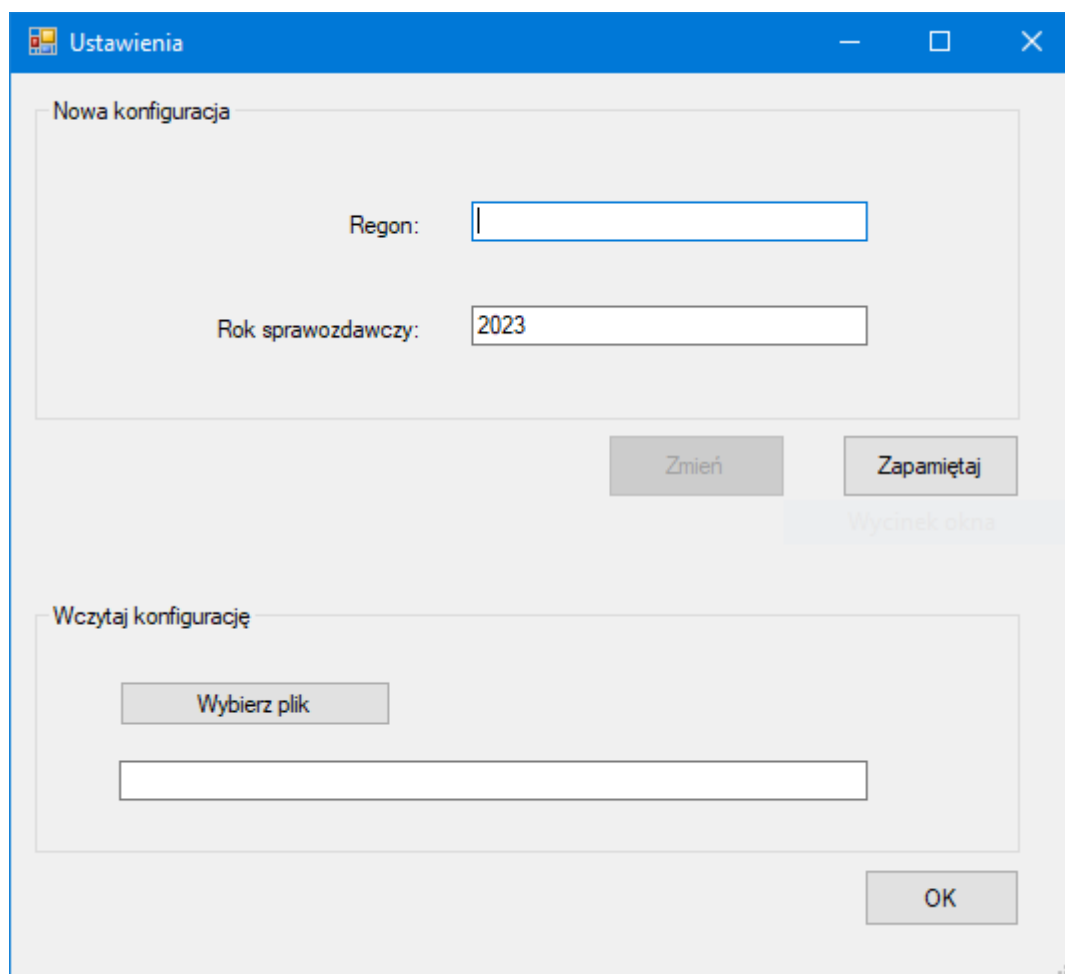 Ustawienia
Nowa konfiguracja
Regon:
Rok sprawozdawczy: 2023
Zmień Zapamiętaj
Wycinek okna
Wczytaj konfigurację
Wybierz plik
OK